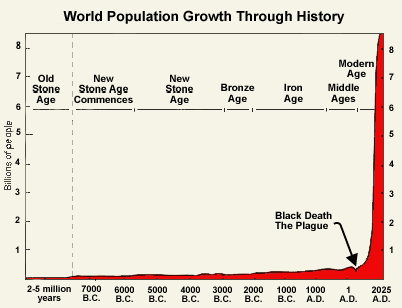 World Population Growth Through History
8
8
7
7
6
6
5
5
4
4
3
3
2
2
1
1
Billions of people
Old
Stone
Age
New
Stone Age
Commences
New
Stone
Age
Bronze
Age
Iron
Age
Middle
Ages
Modern
Age
Black Death
The Plague
2-5 million
years
7000
B.C.
6000
B.C.
5000
B.C.
4000
B.C.
3000
B.C.
2000
B.C.
1000
B.C.
1000
A.D.
1
A.D.
2025
A.D.